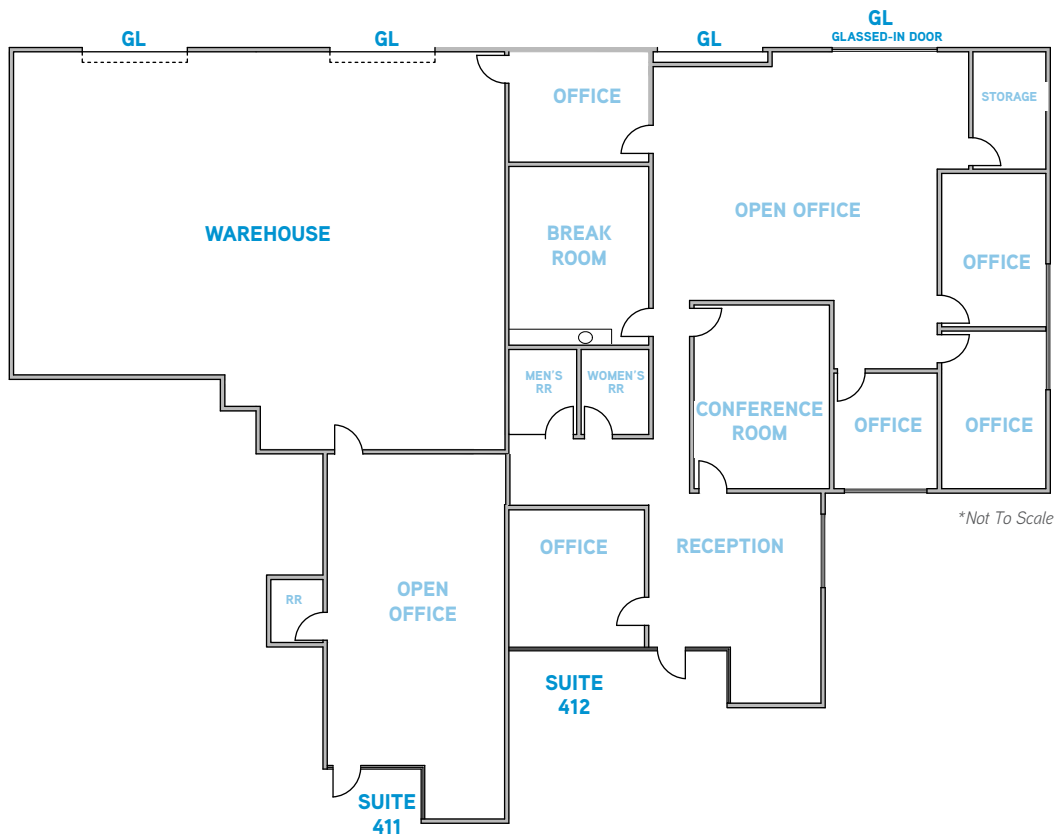 GL
GL
GL
GL
GLASSED-IN DOOR
OFFICE
STORAGE
WAREHOUSE
BREAK
ROOM
OPEN OFFICE
OFFICE
MEN'S
RR
WOMEN'S
RR
CONFERENCE
ROOM
OFFICE
OFFICE
*Not To Scale
OFFICE
RECEPTION
RR
OPEN
OFFICE
SUITE
412
SUITE
411